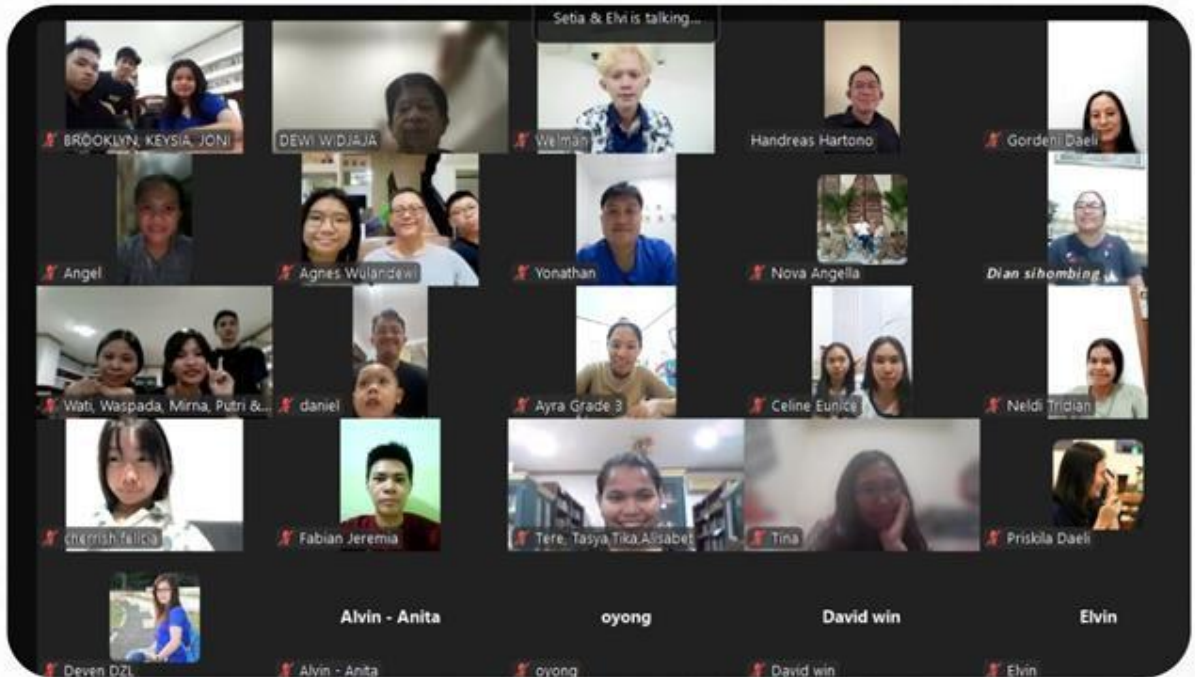 Setia & Elvi is talking...
BROOKLYN, KEYSIA, JONI
DEWI WIDJAJA
Welman
Handreas Hartono
Gordeni Daeli
Angel
Agnes Wulandewi
Yonathan
Nova Angella
Dian sihombing
Wati, Waspada, Mirna, Putri &...
daniel
Ayra Grade 3
Celine Eunice
Neldi Tridian
cherrish felicia
Fabian Jeremia
Tere, Tasya,Tika,Alisabet
Tina
Priskila Daeli
Alvin - Anita
oyong
David win
Elvin
Deven DZL
Alvin - Anita
oyong
David win
Elvin